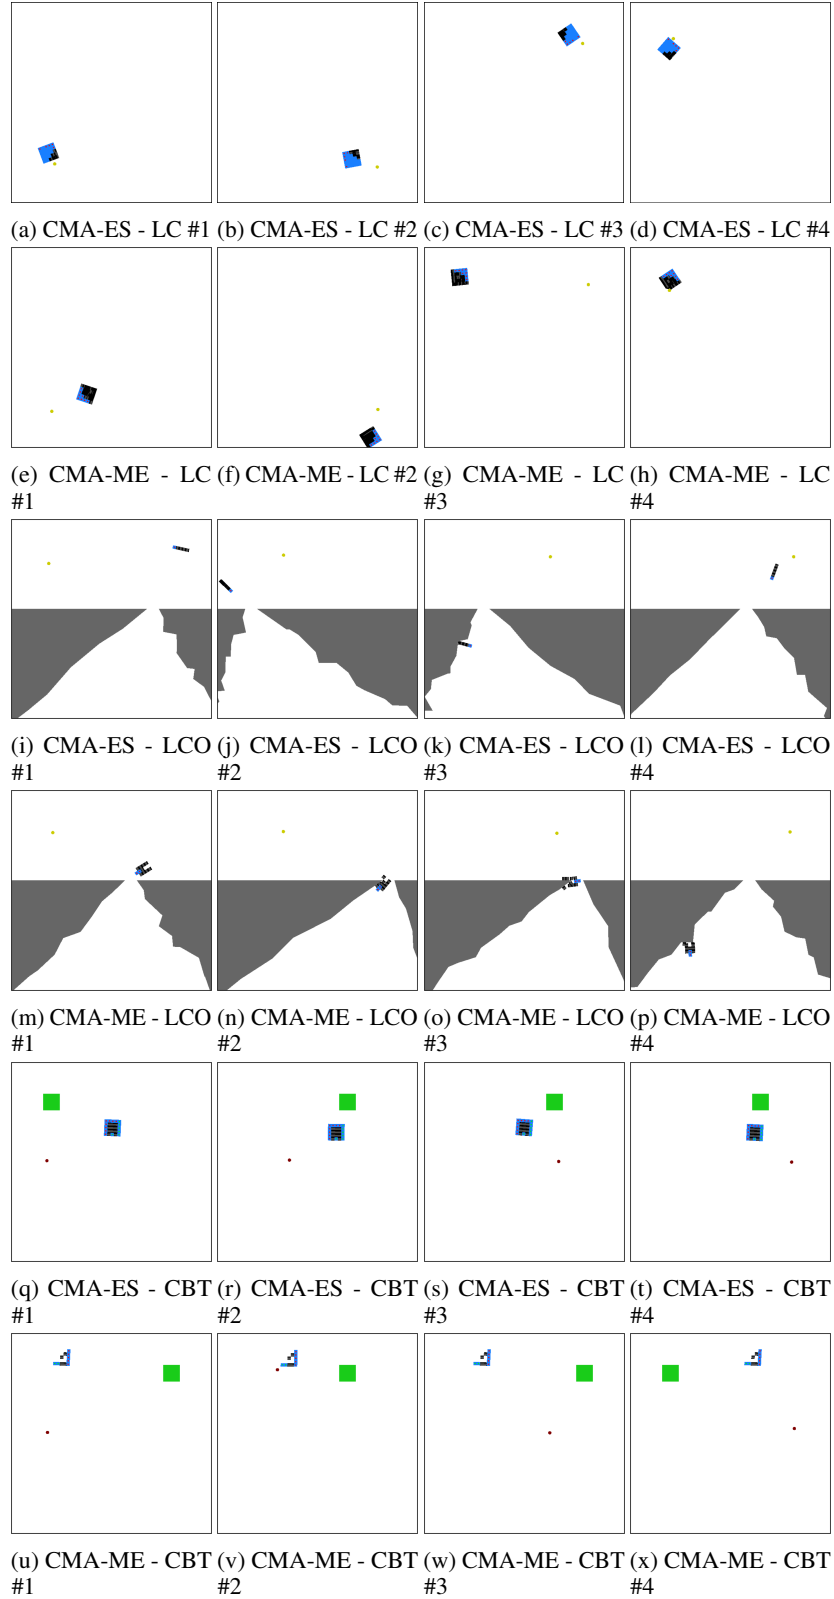 (a) CMA-ES - LC #1 (b) CMA-ES - LC #2 (c) CMA-ES - LC #3 (d) CMA-ES - LC #4
(e) CMA-ME - LC #1
(f) CMA-ME - LC #2
(g) CMA-ME - LC #3
(h) CMA-ME - LC #4
(i) CMA-ES - LCO #1
(j) CMA-ES - LCO #2
(k) CMA-ES - LCO #3
(l) CMA-ES - LCO #4
(m) CMA-ME - LCO #1
(n) CMA-ME - LCO #2
(o) CMA-ME - LCO #3
(p) CMA-ME - LCO #4
(q) CMA-ES - CBT #1
(r) CMA-ES - CBT #2
(s) CMA-ES - CBT #3
(t) CMA-ES - CBT #4
(u) CMA-ME - CBT #1
(v) CMA-ME - CBT #2
(w) CMA-ME - CBT #3
(x) CMA-ME - CBT #4